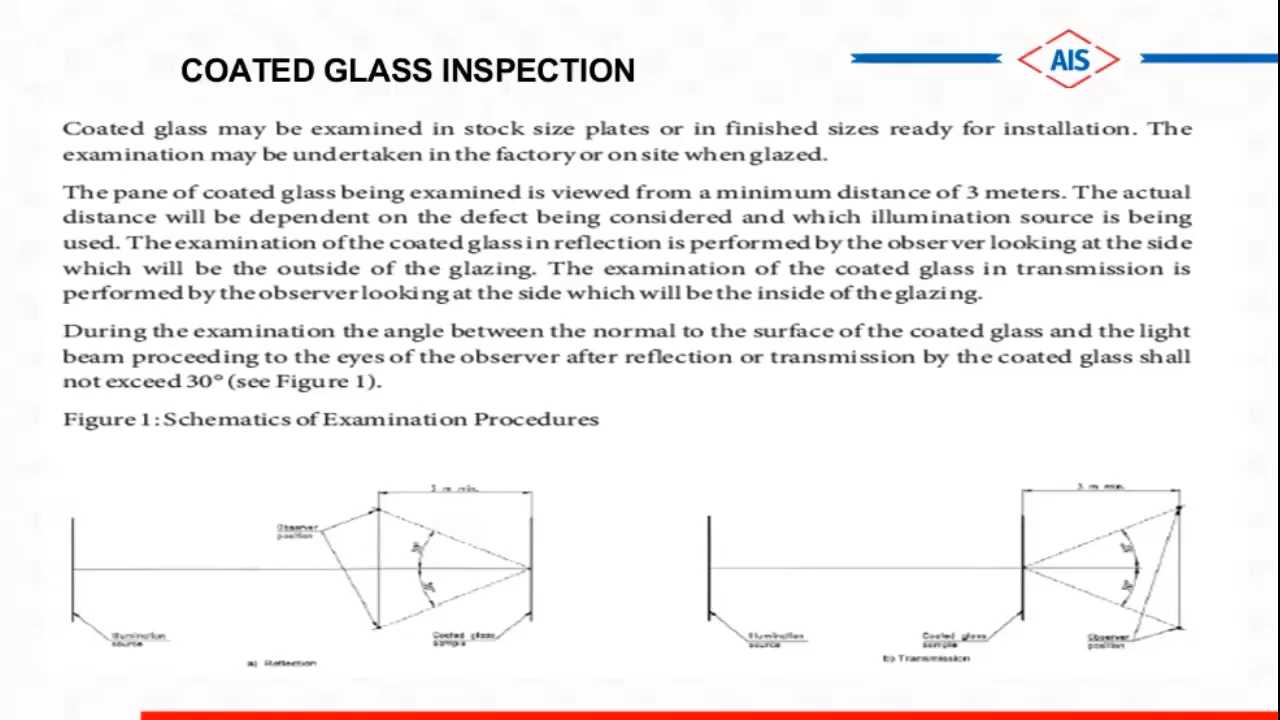 COATED GLASS INSPECTION
AIS
Coated glass may be examined in stock size plates or in finished sizes ready for installation. The
examination may be undertaken in the factory or on site when glazed.
The pane of coated glass being examined is viewed from a minimum distance of 3 meters. The actual
distance will be dependent on the defect being considered and which illumination source is being
used. The examination of the coated glass in reflection is performed by the observer looking at the side
which will be the outside of the glazing. The examination of the coated glass in transmission is
performed by the observer looking at the side which will be the inside of the glazing.
During the examination the angle between the normal to the surface of the coated glass and the light
beam proceeding to the eyes of the observer after reflection or transmission by the coated glass shall
not exceed 30° (see Figure 1).
Figure 1: Schematics of Examination Procedures
3 m min.
Observer
position
Illumination
source
Coated glass
sample
a) Reflection
3 m min.
Illumination
source
Coated glass
sample
Observer
position
b) Transmission